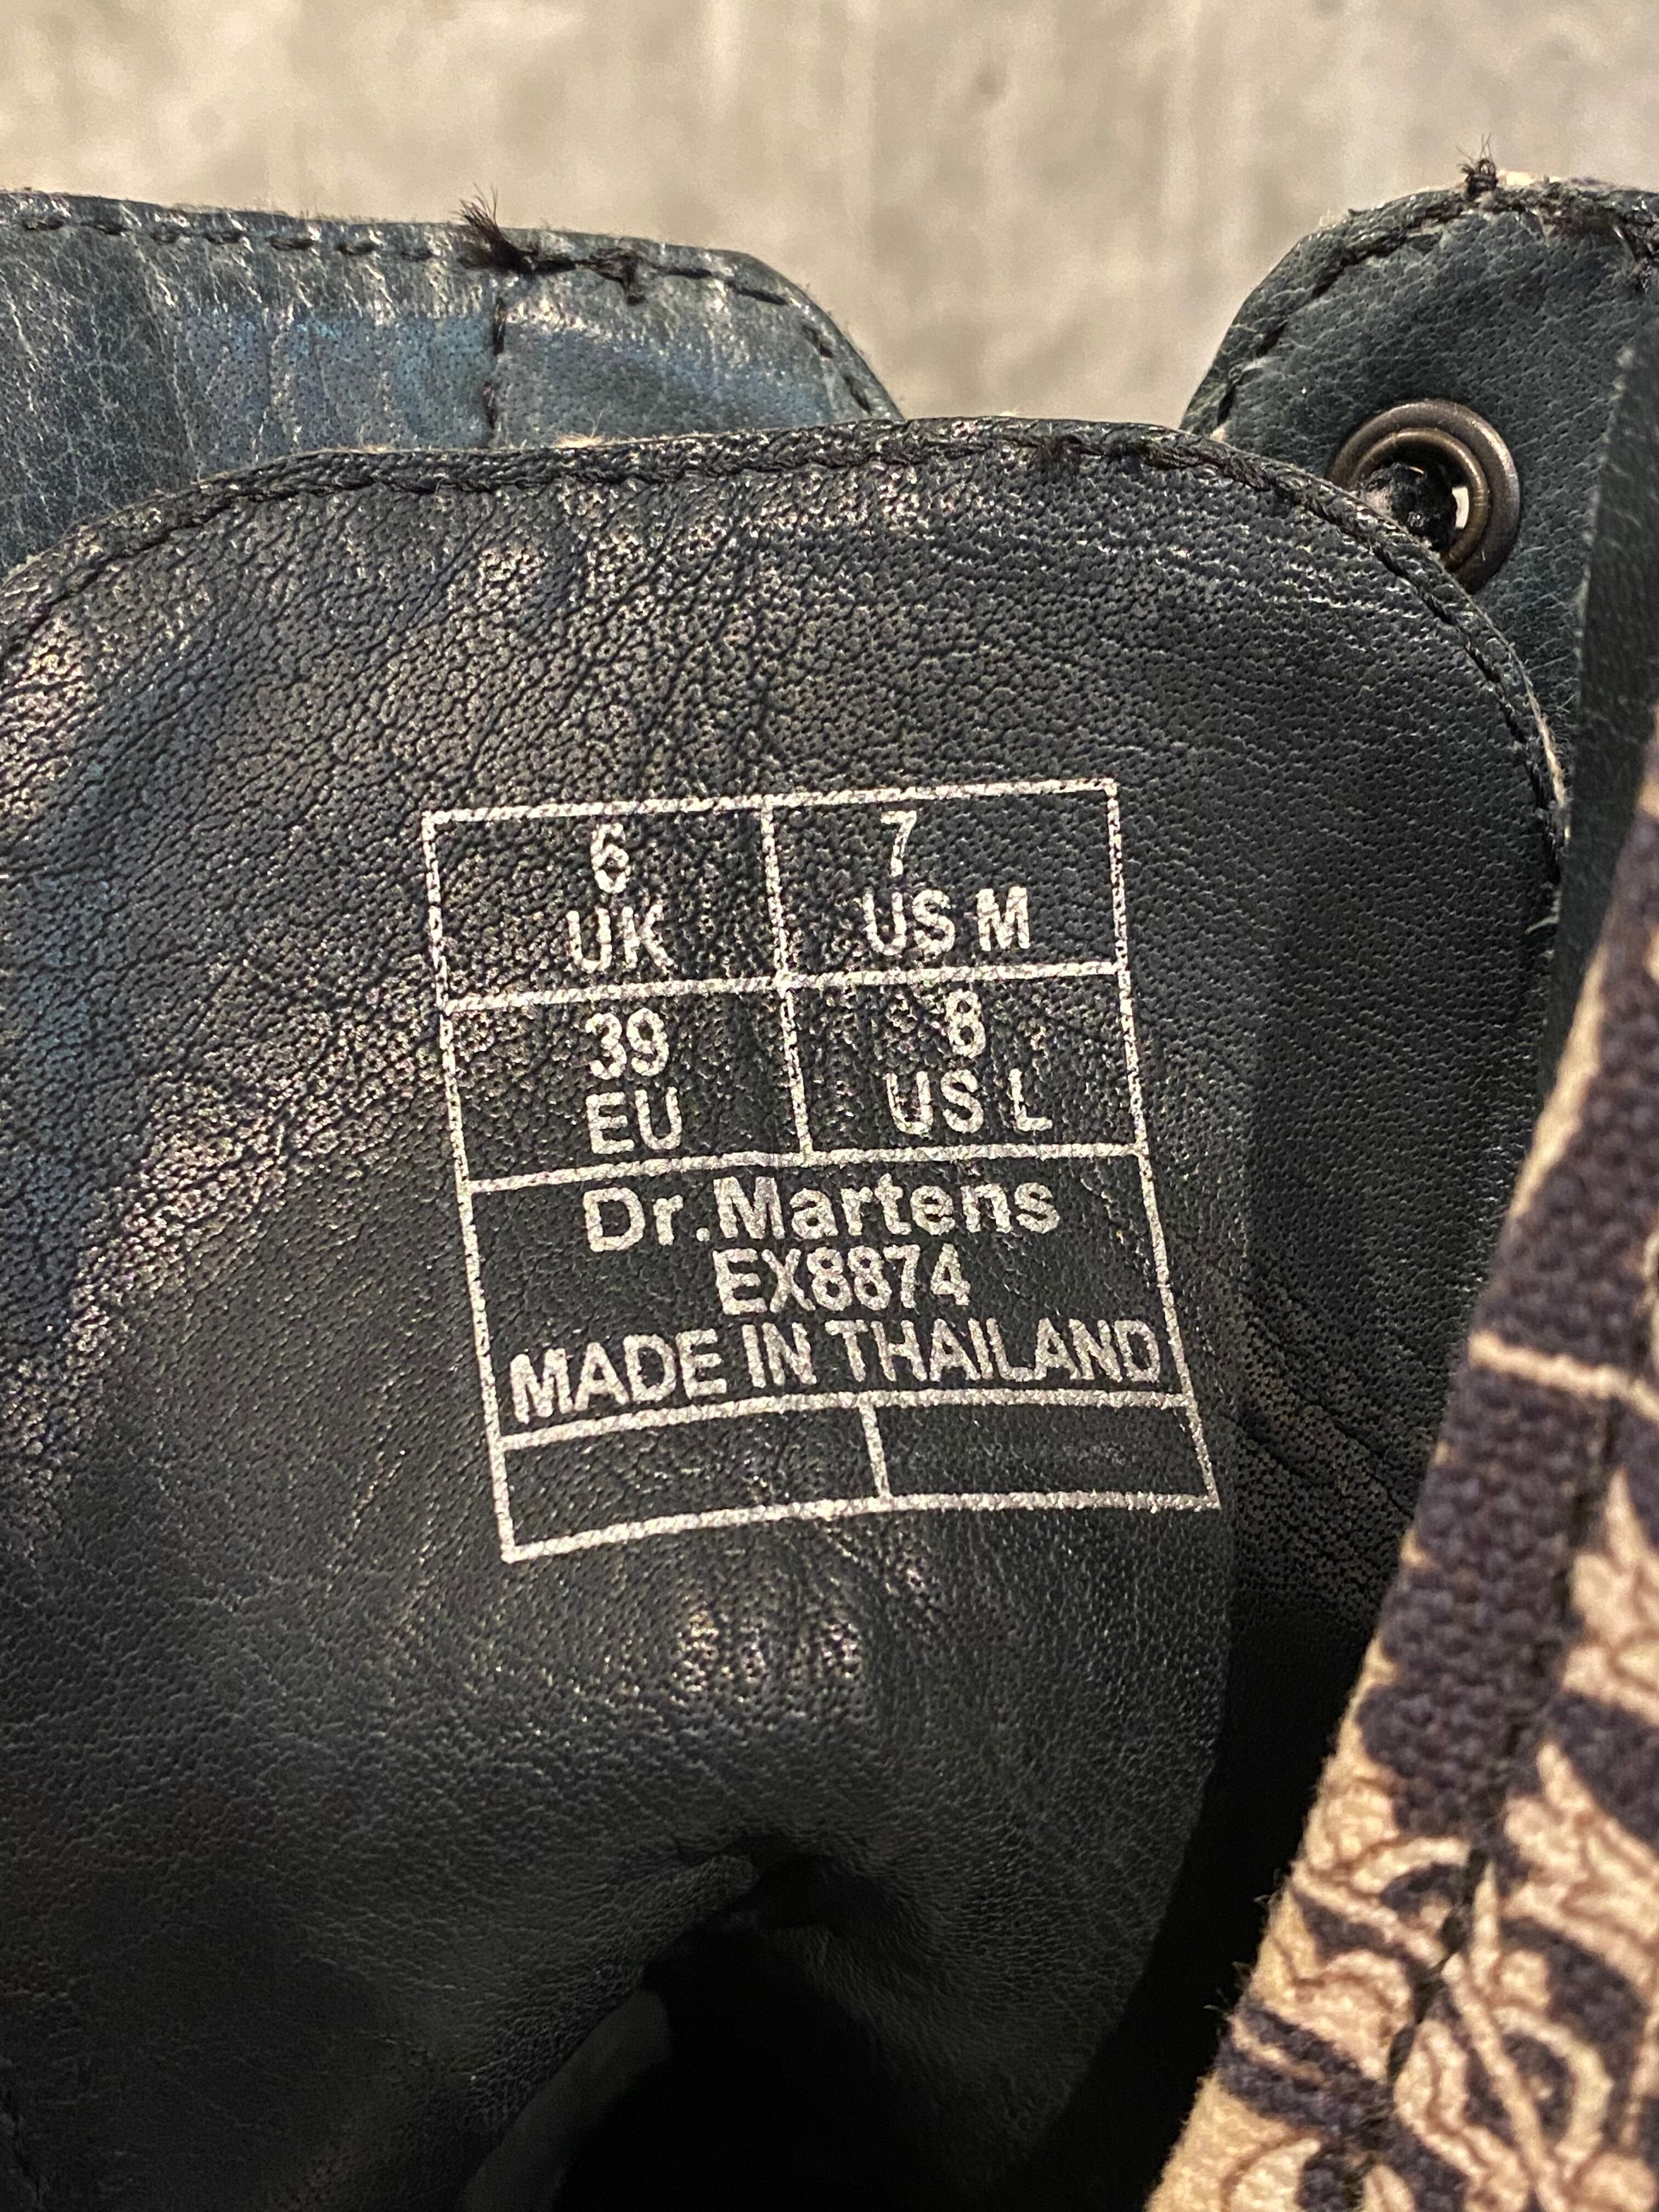 6
UK
7
US M
39
EU
8
US L
Dr.Martens
EX8874
MADE IN THAILAND